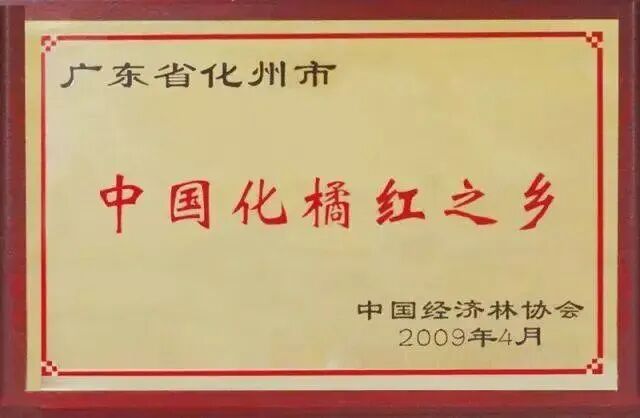 广东省化州市
中国化橘红之乡
中国经济林协会
2009年4月